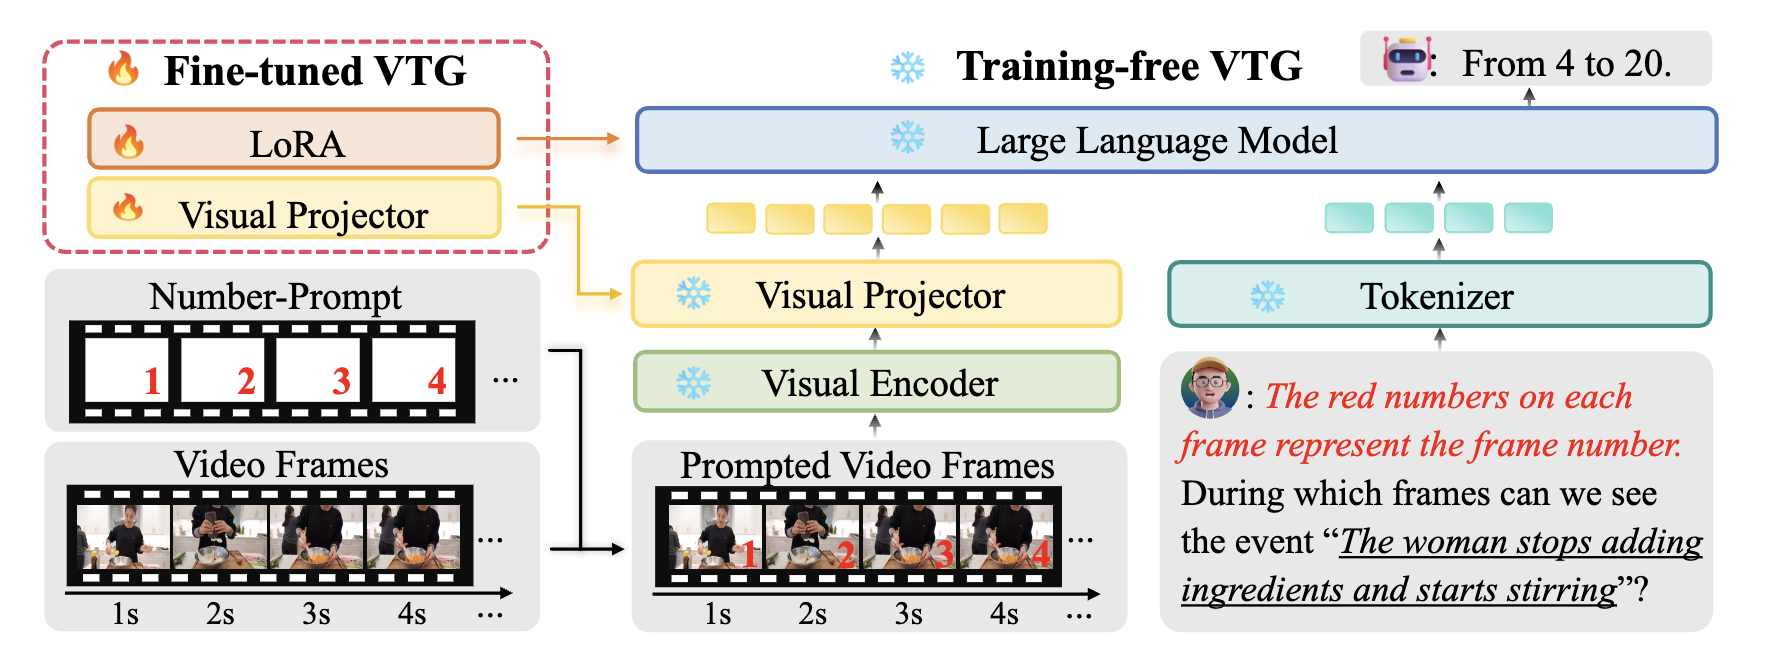 Fine-tuned VTG
LoRA
Visual Projector
Number-Prompt
1 2 3 4 ...
Video Frames
...
1s 2s 3s 4s ...
Training-free VTG
: From 4 to 20.
Large Language Model
Visual Projector
Tokenizer
Visual Encoder
Prompted Video Frames
1 2 3 4 ...
1s 2s 3s 4s ...
: The red numbers on each
frame represent the frame number.
During which frames can we see
the event “The woman stops adding
ingredients and starts stirring”?